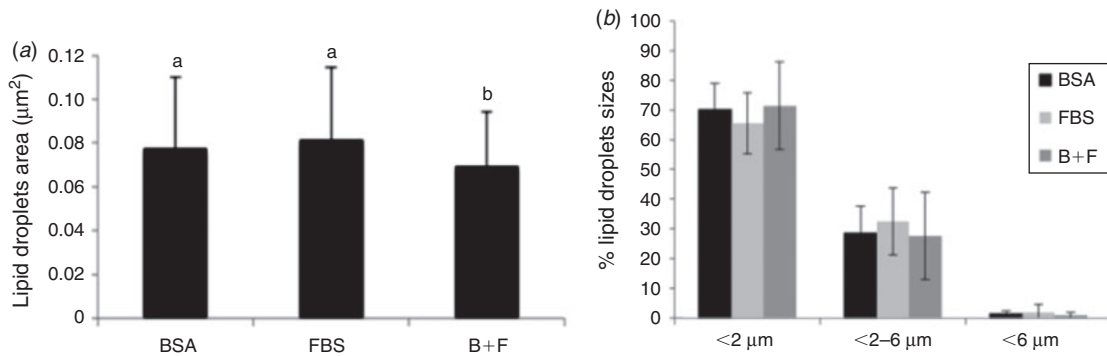 (a)
Lipid droplets area (μm²)
0.12
0.10
0.08
0.06
0.04
0.02
0
a
a
b
BSA
FBS
B+F
(b)
% lipid droplets sizes
100
90
80
70
60
50
40
30
20
10
0
<2 μm
<2–6 μm
<6 μm
BSA
FBS
B+F